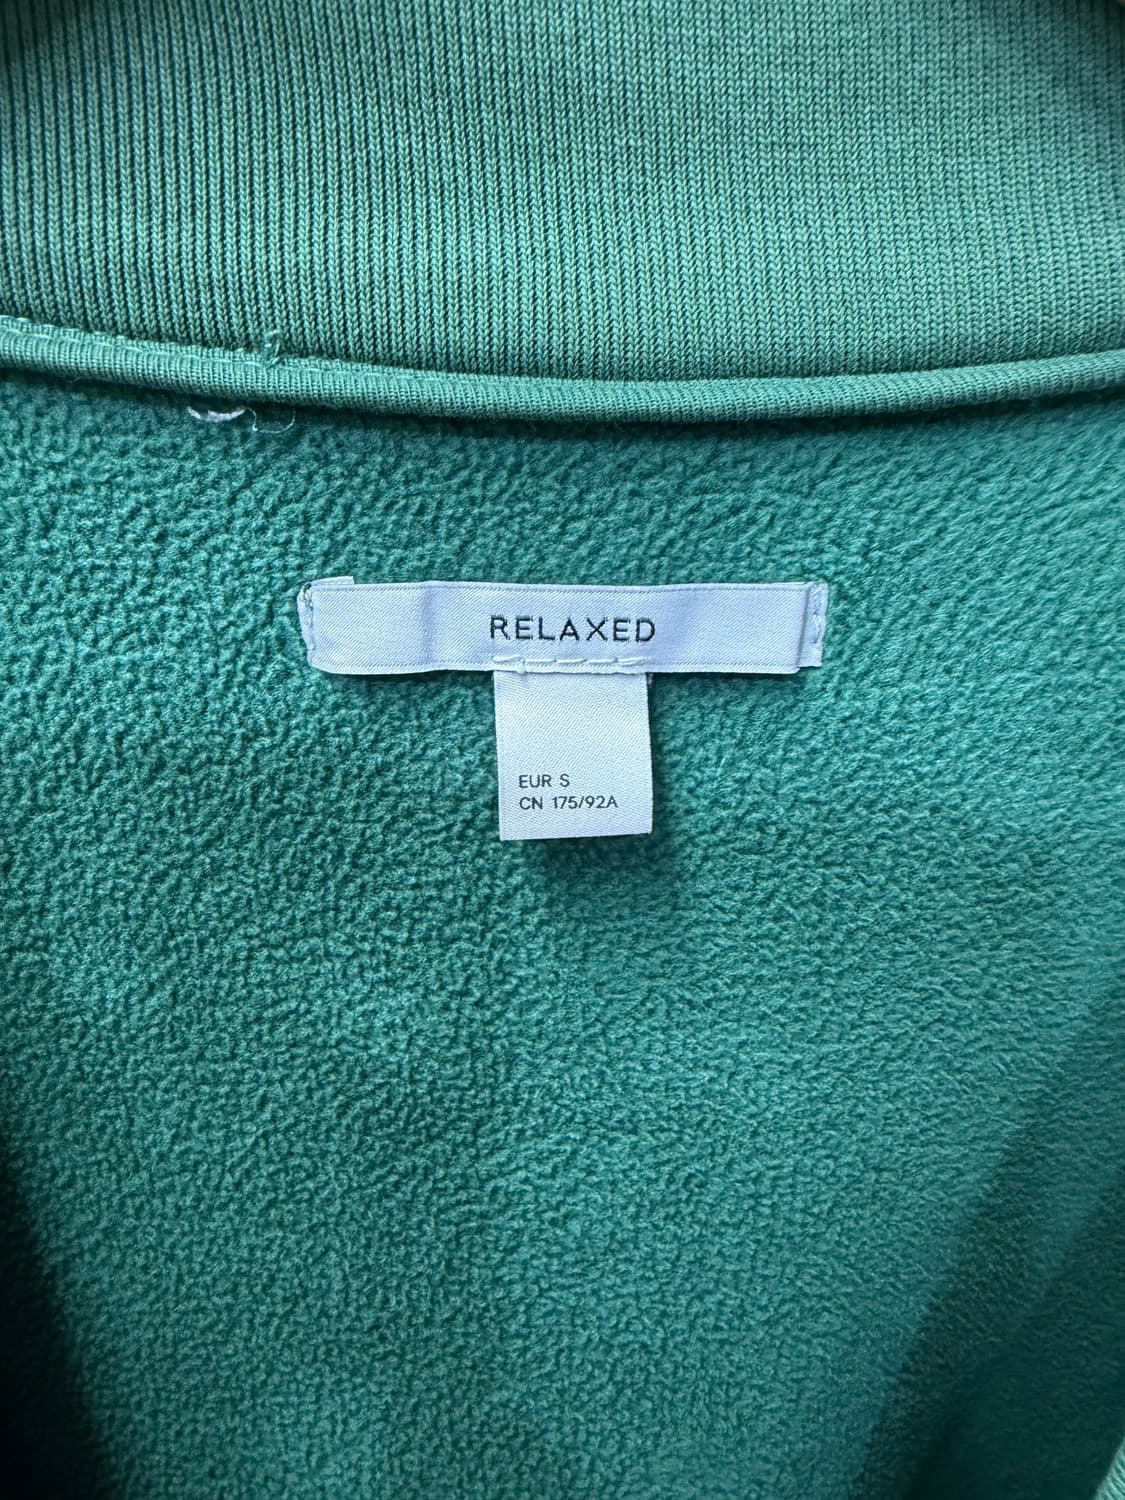 RELAXED
EUR S
CN 175/92A